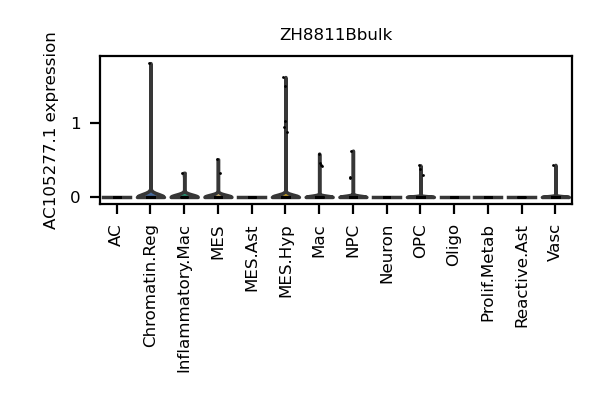 ZH8811Bbulk
AC105277.1 expression
1
0
AC
Chromatin.Reg
Inflammatory.Mac
MES
MES.Ast
MES.Hyp
Mac
NPC
Neuron
OPC
Oligo
Prolif.Metab
Reactive.Ast
Vasc